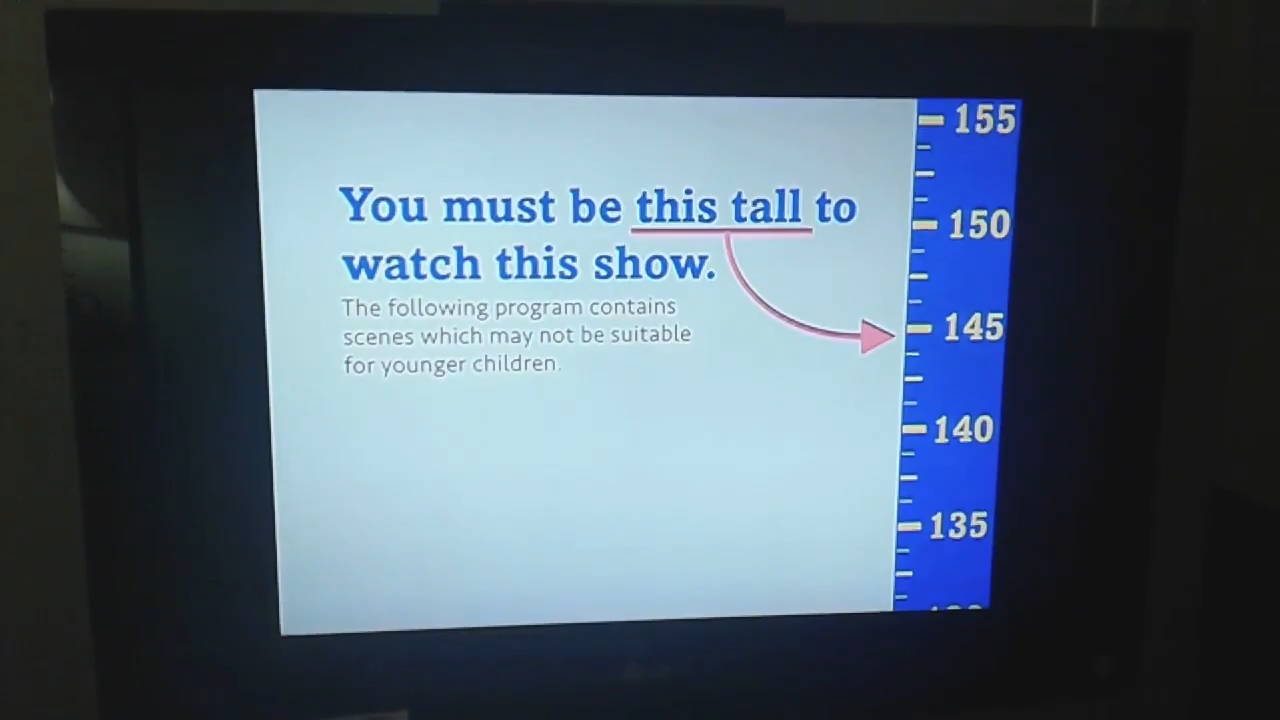 You must be this tall to
watch this show.
The following program contains
scenes which may not be suitable
for younger children.
155
150
145
140
135